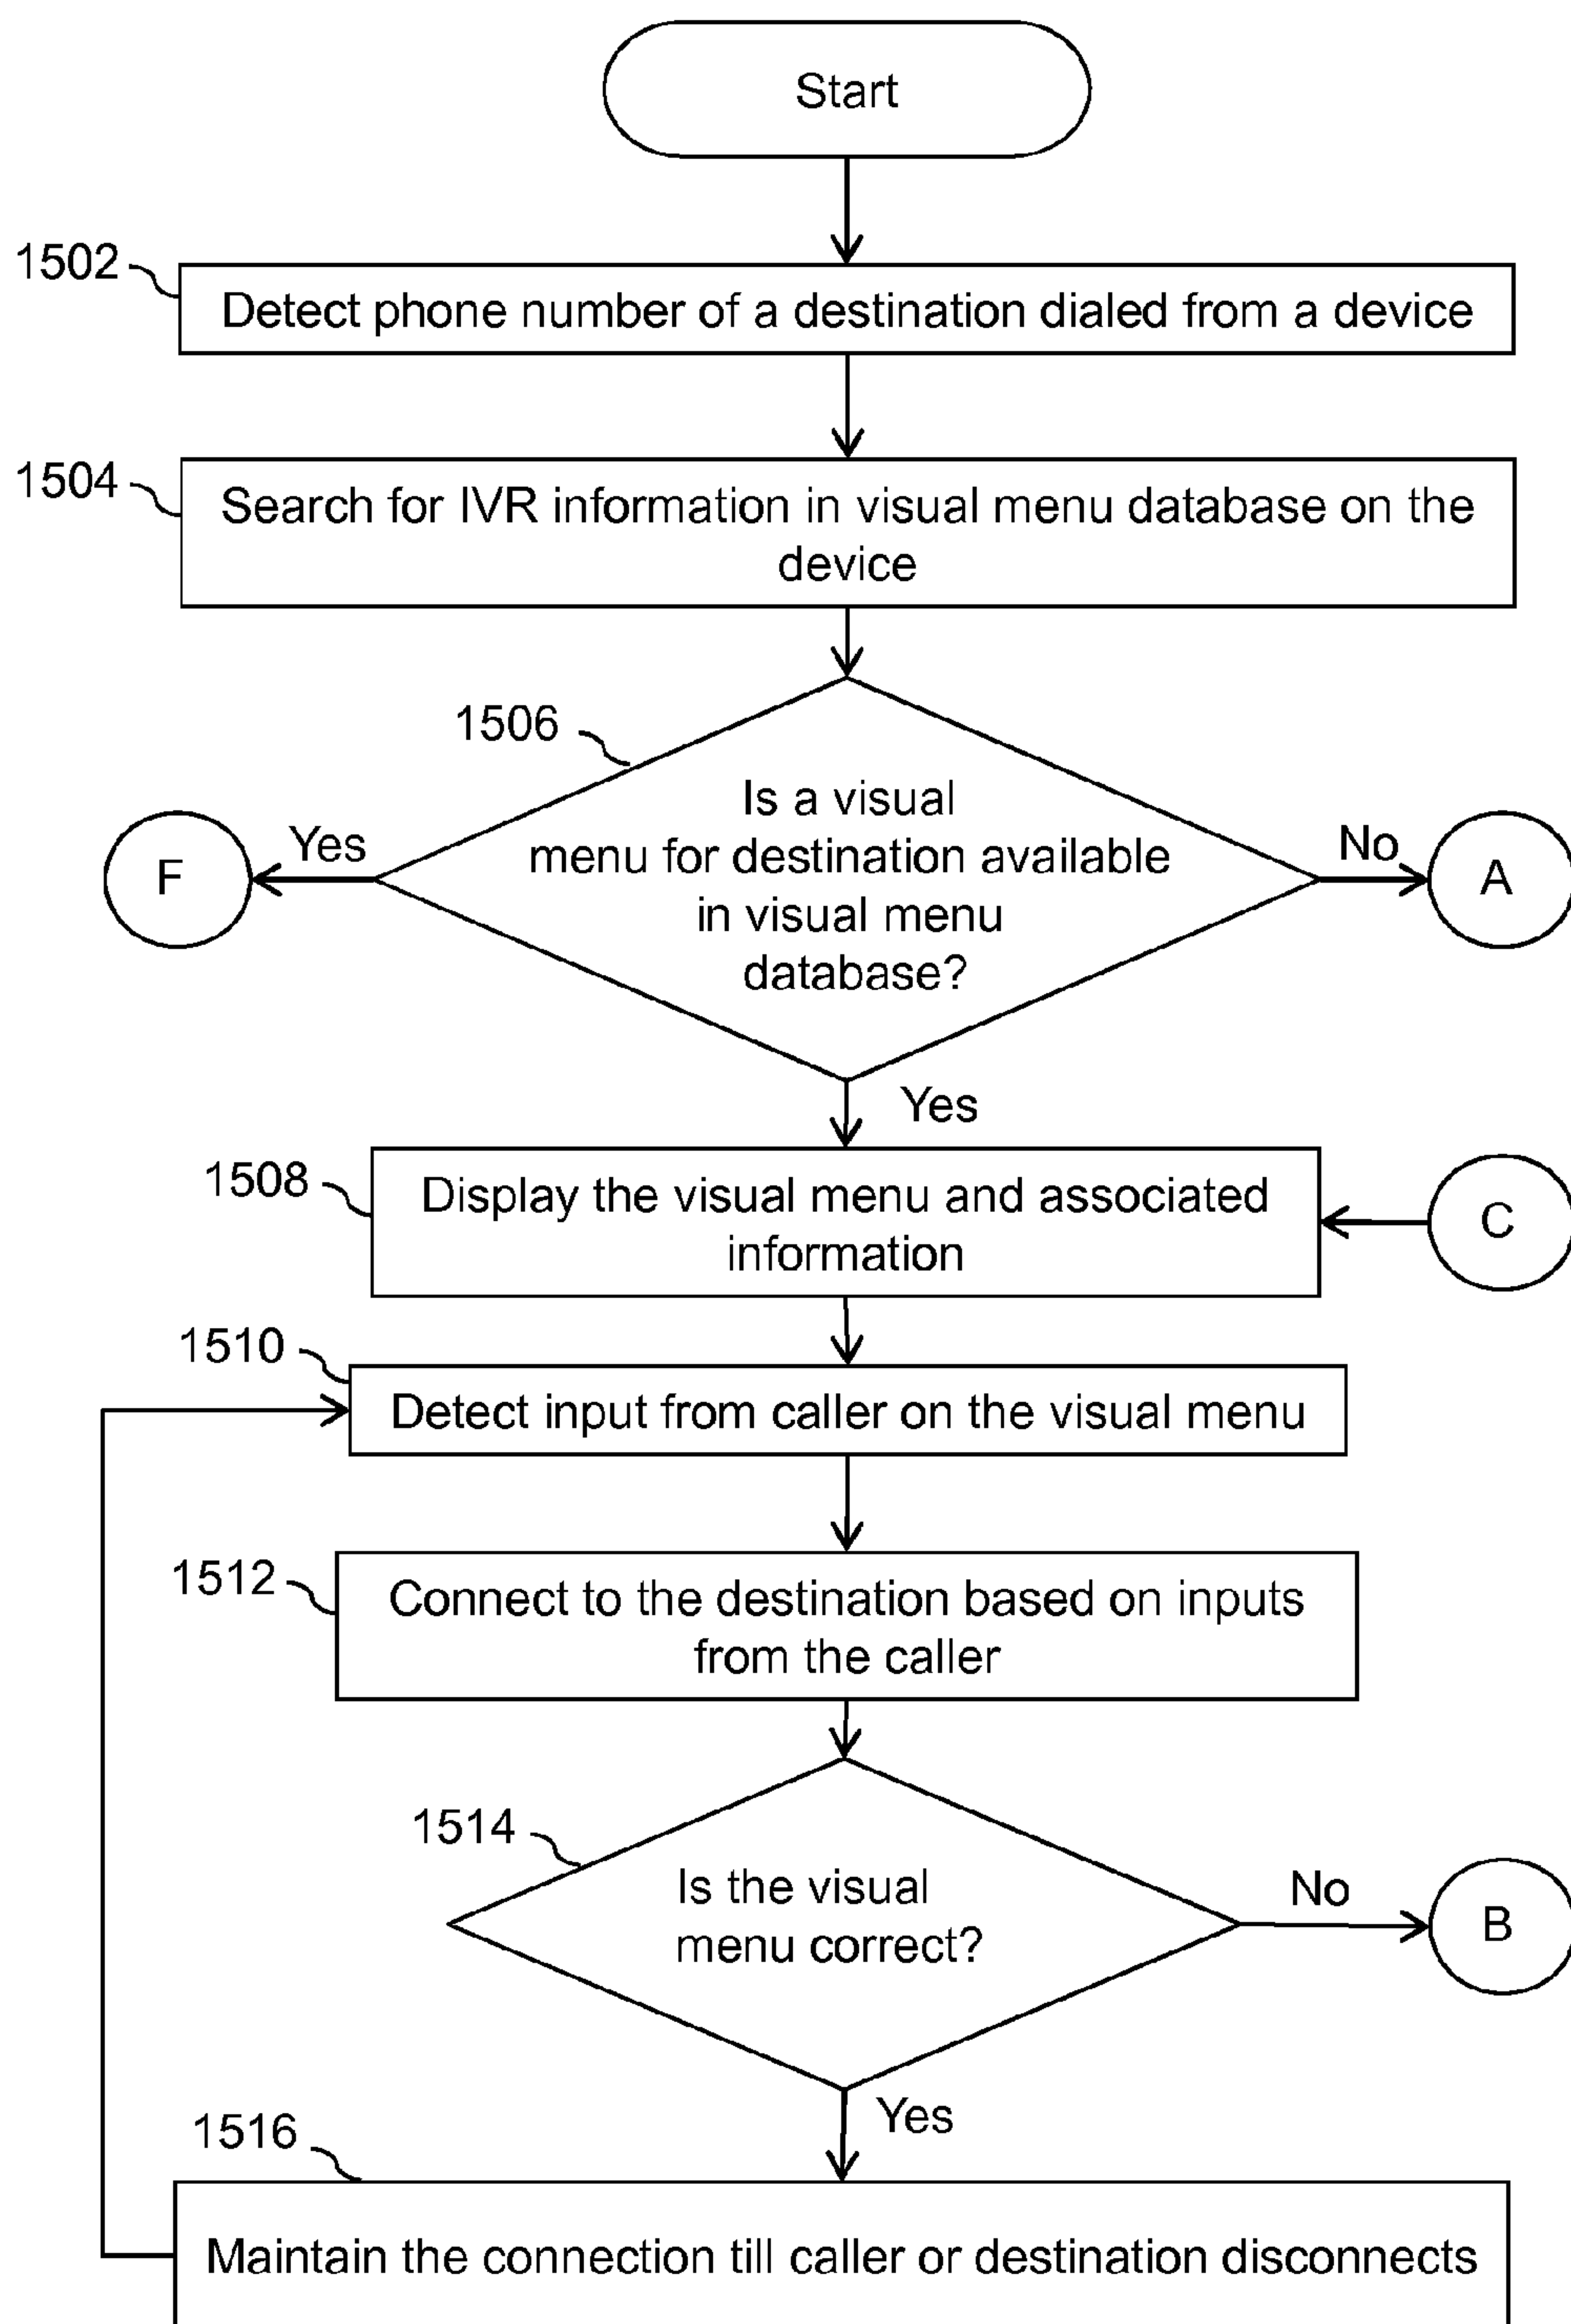 Start
1502
Detect phone number of a destination dialed from a device
1504
Search for IVR information in visual menu database on the
device
1506
Is a visual
menu for destination available
in visual menu
database?
Yes
F
No
A
Yes
1508
Display the visual menu and associated
information
C
1510
Detect input from caller on the visual menu
1512
Connect to the destination based on inputs
from the caller
1514
Is the visual
menu correct?
No
B
Yes
1516
Maintain the connection till caller or destination disconnects